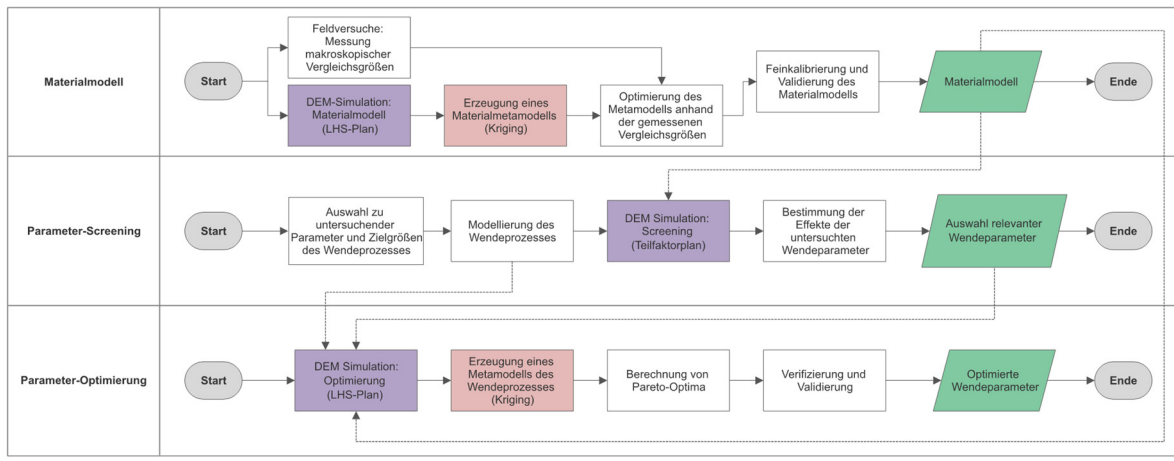 Materialmodell
Start
Feldversuche:
Messung
makroskopischer
Vergleichsgrößen
DEM-Simulation:
Materialmodell
(LHS-Plan)
Erzeugung eines
Materialmetamodells
(Kriging)
Optimierung des
Metamodells anhand
der gemessenen
Vergleichsgrößen
Feinkalibrierung und
Validierung des
Materialmodells
Materialmodell
Ende
Parameter-Screening
Start
Auswahl zu
untersuchender
Parameter und Zielgrößen
des Wendeprozesses
Modellierung des
Wendeprozesses
DEM Simulation:
Screening
(Teilfaktorplan)
Bestimmung der
Effekte der
untersuchten
Wendeparameter
Auswahl relevanter
Wendeparameter
Ende
Parameter-Optimierung
Start
DEM Simulation:
Optimierung
(LHS-Plan)
Erzeugung eines
Metamodells des
Wendeprozesses
(Kriging)
Berechnung von
Pareto-Optima
Verifizierung und
Validierung
Optimierte
Wendeparameter
Ende